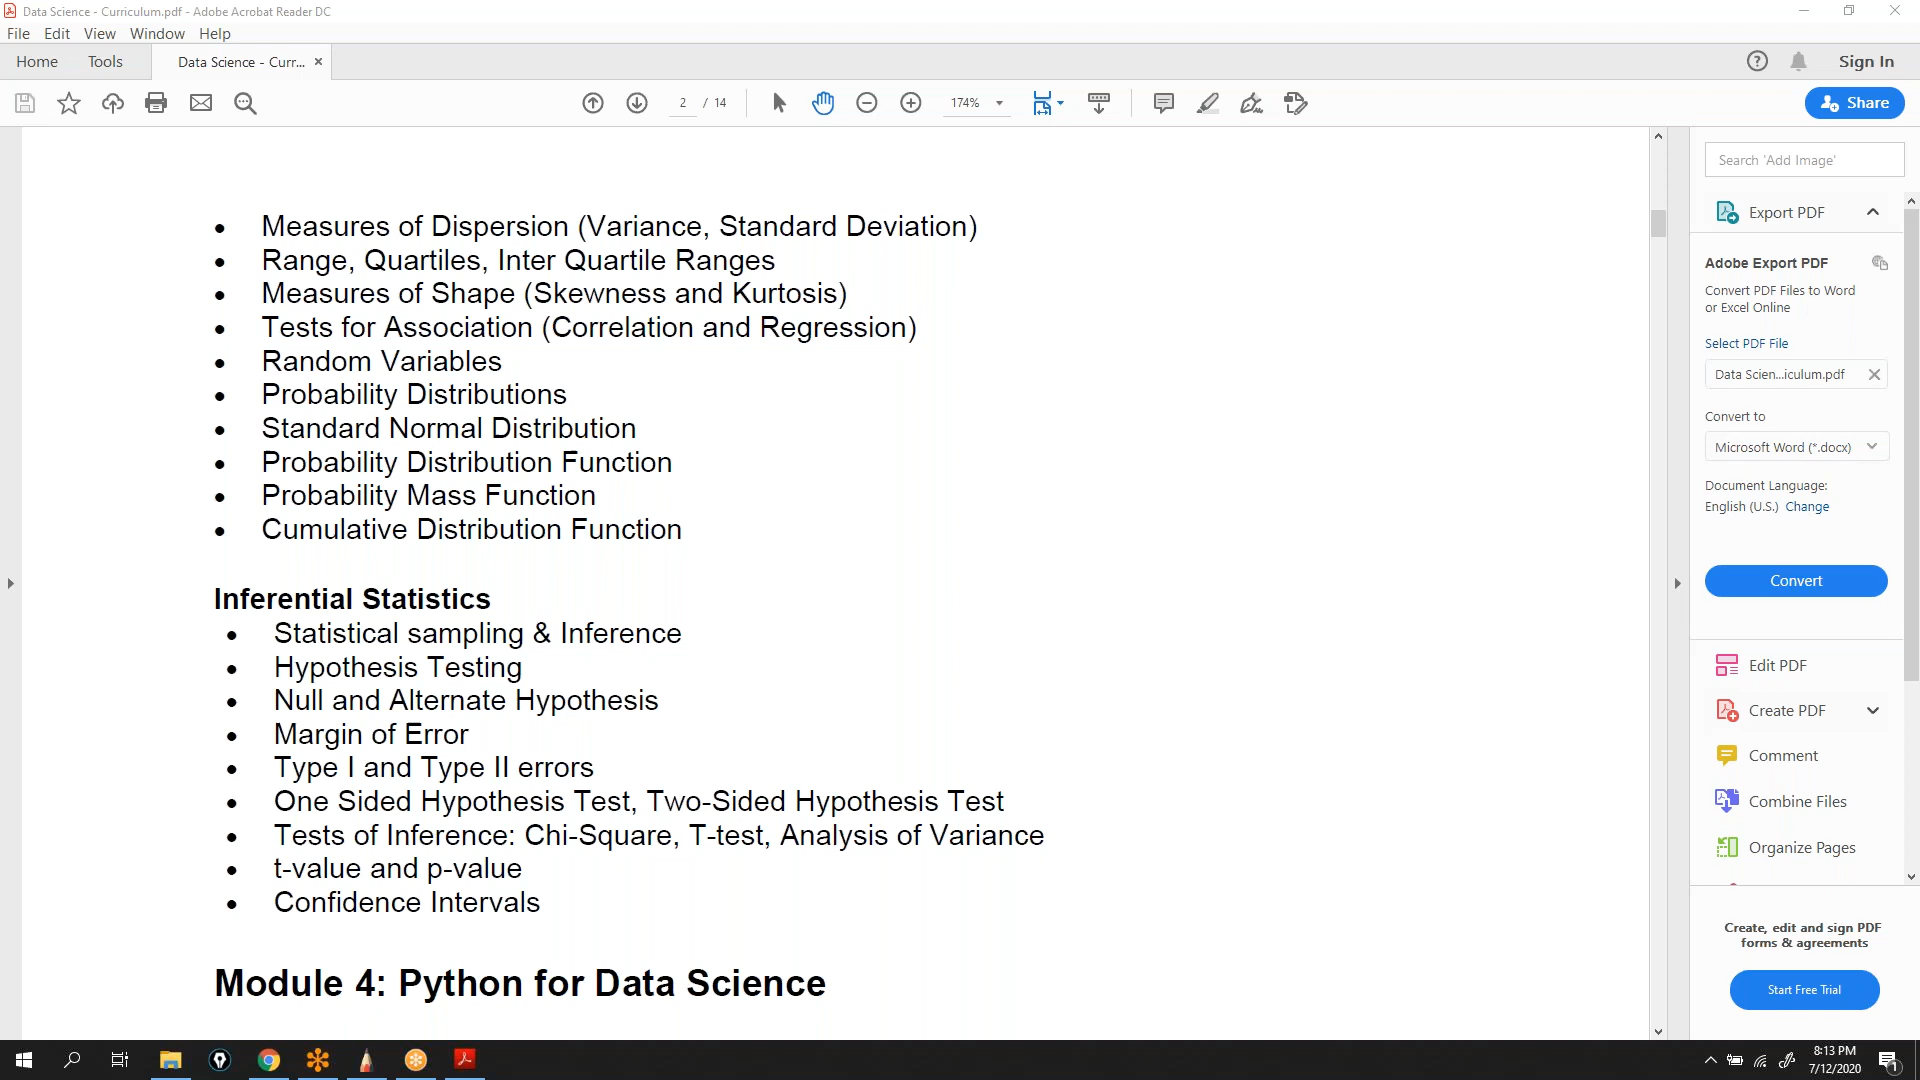 Data Science - Curriculum.pdf - Adobe Acrobat Reader DC
File Edit View Window Help
Home Tools Data Science - Curr... × Sign In
2 / 14 174% Share
Search 'Add Image'
• Measures of Dispersion (Variance, Standard Deviation)
• Range, Quartiles, Inter Quartile Ranges
• Measures of Shape (Skewness and Kurtosis)
• Tests for Association (Correlation and Regression)
• Random Variables
• Probability Distributions
• Standard Normal Distribution
• Probability Distribution Function
• Probability Mass Function
• Cumulative Distribution Function
Inferential Statistics
• Statistical sampling & Inference
• Hypothesis Testing
• Null and Alternate Hypothesis
• Margin of Error
• Type I and Type II errors
• One Sided Hypothesis Test, Two-Sided Hypothesis Test
• Tests of Inference: Chi-Square, T-test, Analysis of Variance
• t-value and p-value
• Confidence Intervals
Module 4: Python for Data Science
Export PDF
Adobe Export PDF
Convert PDF Files to Word
or Excel Online
Select PDF File
Data Scien...iculum.pdf
Convert to
Microsoft Word (*.docx)
Document Language:
English (U.S.) Change
Convert
Edit PDF
Create PDF
Comment
Combine Files
Organize Pages
Create, edit and sign PDF
forms & agreements
Start Free Trial
8:13 PM
7/12/2020
1